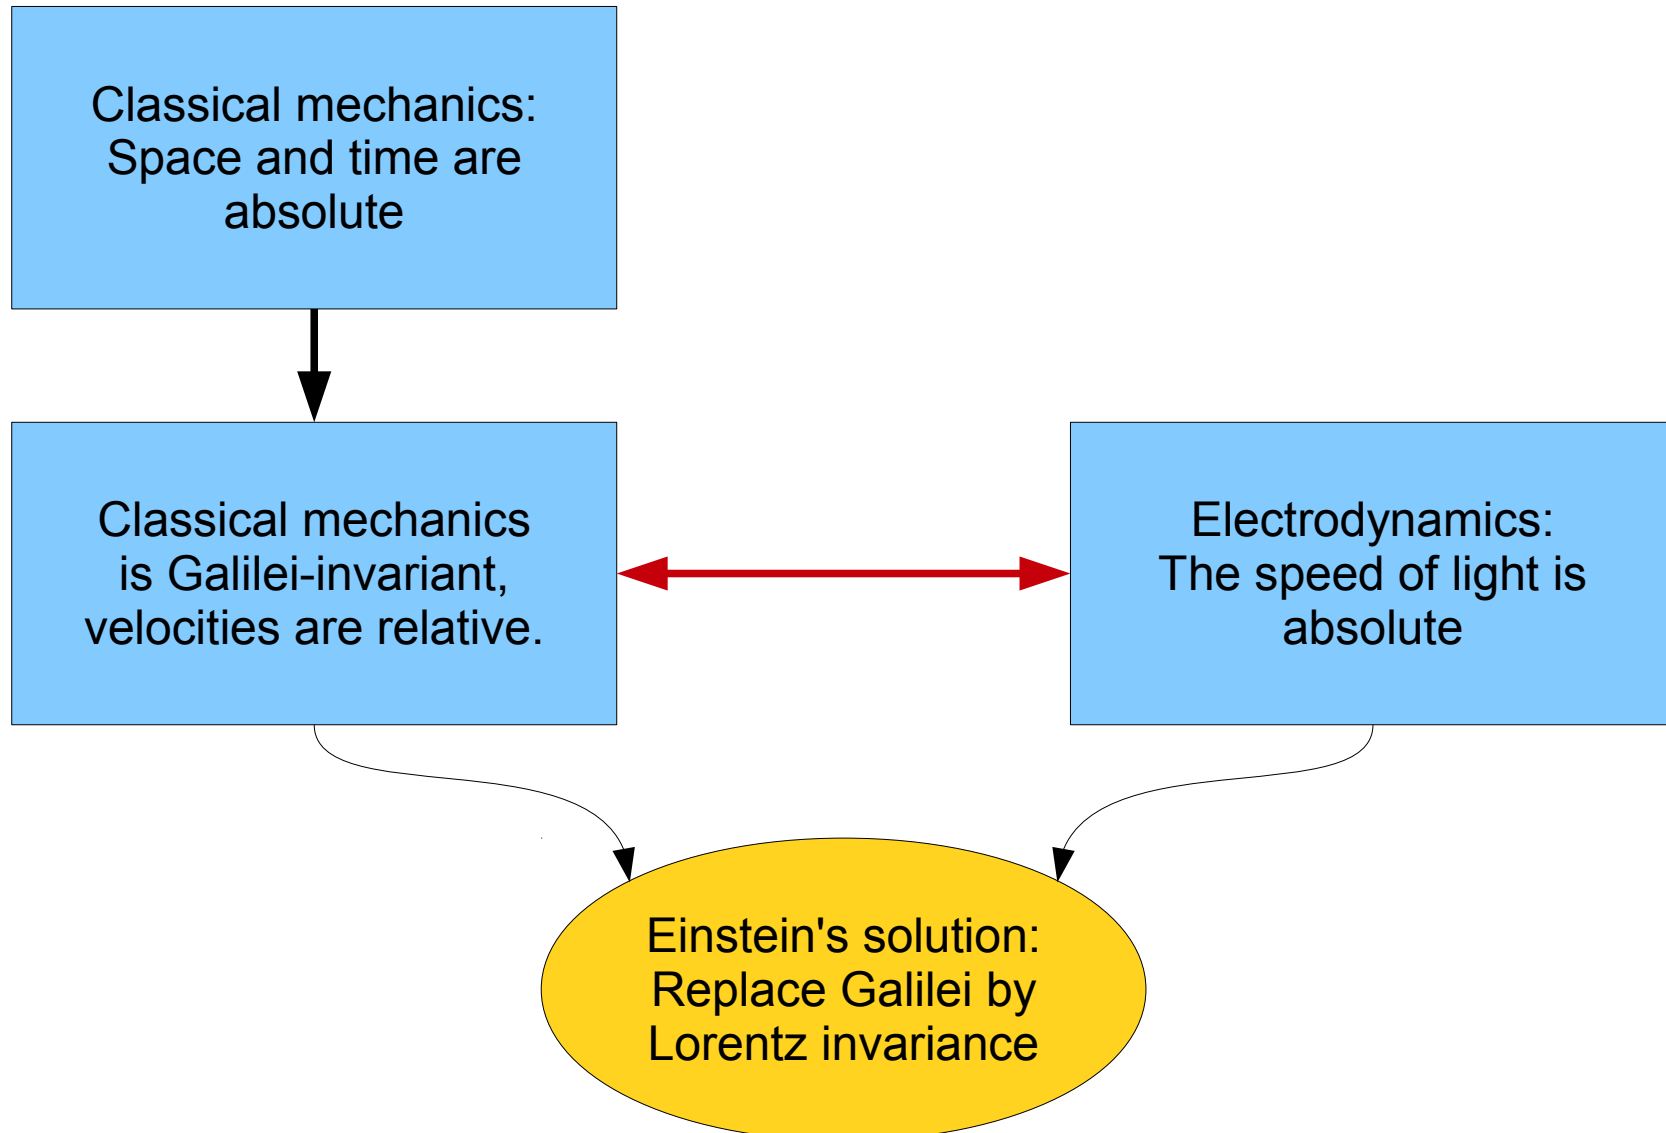 Classical mechanics:
Space and time are
absolute
Classical mechanics
is Galilei-invariant,
velocities are relative.
Electrodynamics:
The speed of light is
absolute
Einstein's solution:
Replace Galilei by
Lorentz invariance